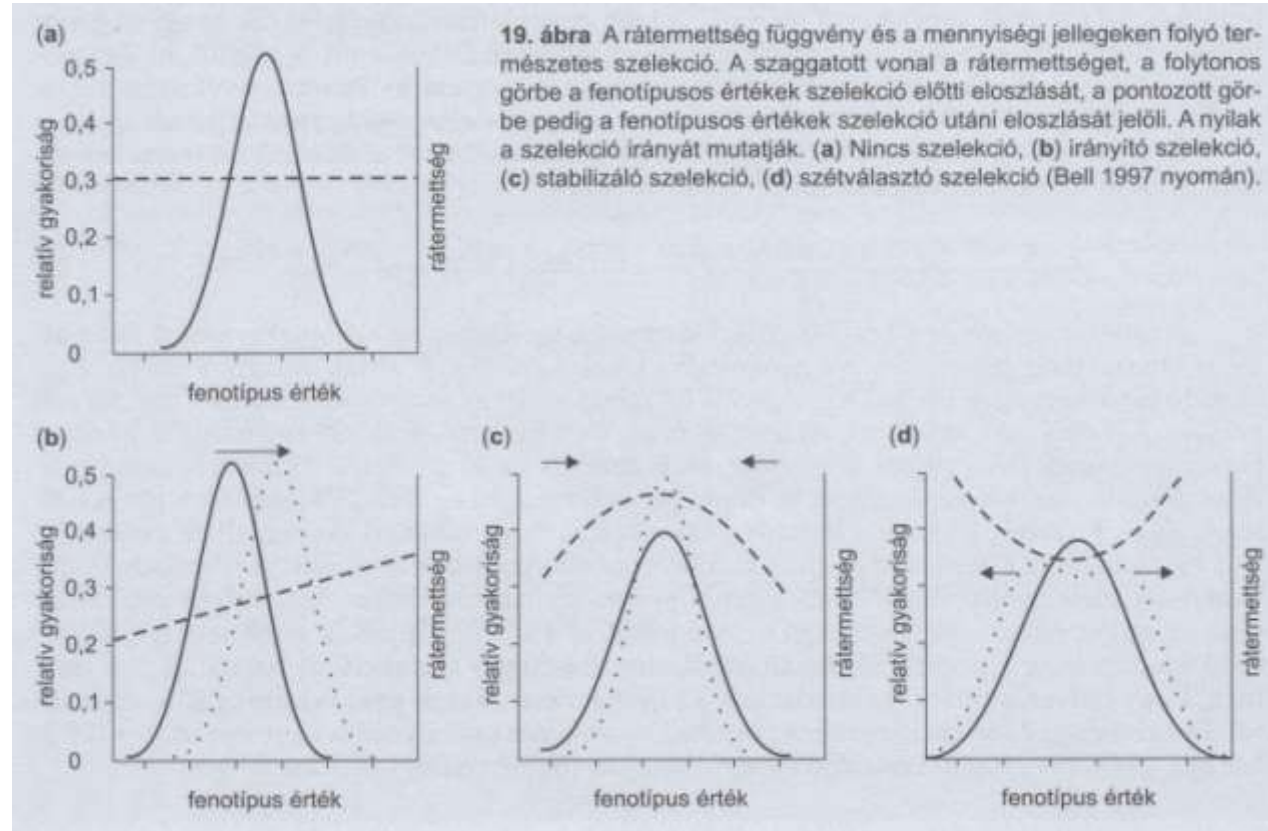 (a)
19. ábra A rátermettség függvény és a mennyiségi jellegeken folyó ter-
mészetes szelekció. A szaggatott vonal a rátermettséget, a folytonos
görbe a fenotípusos értékek szelekció előtti eloszlását, a pontozott gör-
be pedig a fenotípusos értékek szelekció utáni eloszlását jelöli. A nyilak
a szelekció irányát mutatják. (a) Nincs szelekció, (b) irányító szelekció,
(c) stabilizáló szelekció, (d) szétválasztó szelekció (Bell 1997 nyomán).
relatív gyakoriság
0,5
0,4
0,3
0,2
0,1
0
rátermettség
fenotípus érték
(b)
relatív gyakoriság
0,5
0,4
0,3
0,2
0,1
0
rátermettség
fenotípus érték
(c)
relatív gyakoriság
rátermettség
fenotípus érték
(d)
relatív gyakoriság
rátermettség
fenotípus érték